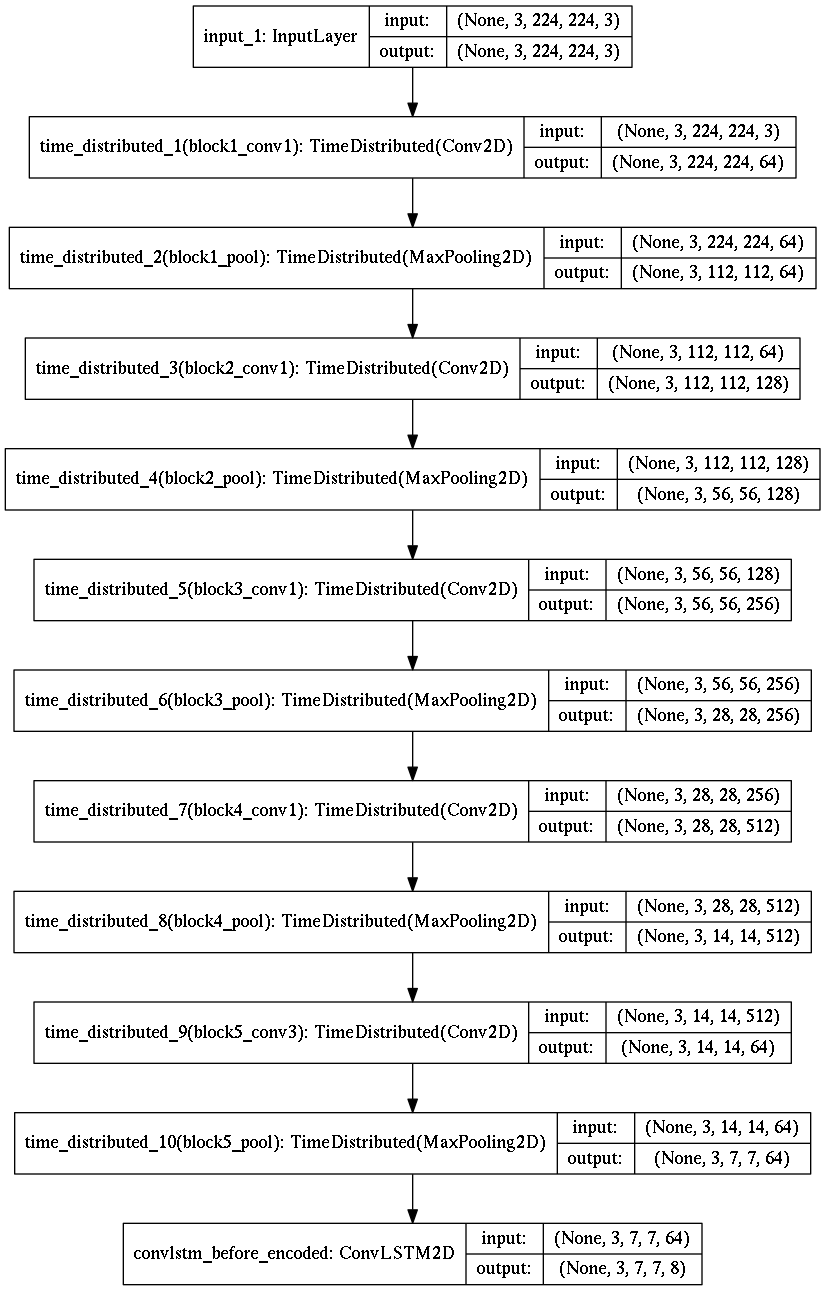 input_1: InputLayer
input: (None, 3, 224, 224, 3)
output: (None, 3, 224, 224, 3)
time_distributed_1(block1_conv1): TimeDistributed(Conv2D)
input: (None, 3, 224, 224, 3)
output: (None, 3, 224, 224, 64)
time_distributed_2(block1_pool): TimeDistributed(MaxPooling2D)
input: (None, 3, 224, 224, 64)
output: (None, 3, 112, 112, 64)
time_distributed_3(block2_conv1): TimeDistributed(Conv2D)
input: (None, 3, 112, 112, 64)
output: (None, 3, 112, 112, 128)
time_distributed_4(block2_pool): TimeDistributed(MaxPooling2D)
input: (None, 3, 112, 112, 128)
output: (None, 3, 56, 56, 128)
time_distributed_5(block3_conv1): TimeDistributed(Conv2D)
input: (None, 3, 56, 56, 128)
output: (None, 3, 56, 56, 256)
time_distributed_6(block3_pool): TimeDistributed(MaxPooling2D)
input: (None, 3, 56, 56, 256)
output: (None, 3, 28, 28, 256)
time_distributed_7(block4_conv1): TimeDistributed(Conv2D)
input: (None, 3, 28, 28, 256)
output: (None, 3, 28, 28, 512)
time_distributed_8(block4_pool): TimeDistributed(MaxPooling2D)
input: (None, 3, 28, 28, 512)
output: (None, 3, 14, 14, 512)
time_distributed_9(block5_conv3): TimeDistributed(Conv2D)
input: (None, 3, 14, 14, 512)
output: (None, 3, 14, 14, 64)
time_distributed_10(block5_pool): TimeDistributed(MaxPooling2D)
input: (None, 3, 14, 14, 64)
output: (None, 3, 7, 7, 64)
convlstm_before_encoded: ConvLSTM2D
input: (None, 3, 7, 7, 64)
output: (None, 3, 7, 7, 8)